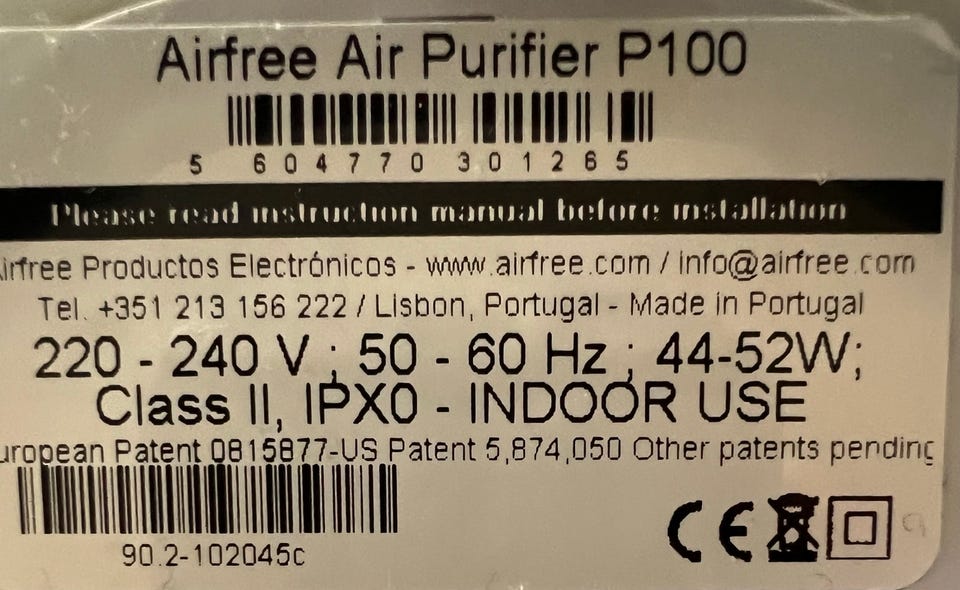 Airfree Air Purifier P100
5 604770 301265
Please read instruction manual before installation
Airfree Productos Electrónicos - www.airfree.com / info@airfree.com
Tel. +351 213 156 222 / Lisbon, Portugal - Made in Portugal
220 - 240 V ; 50 - 60 Hz ; 44-52W;
Class II, IPX0 - INDOOR USE
uropean Patent 0815877-US Patent 5,874,050 Other patents pending
90.2-102045c
CE